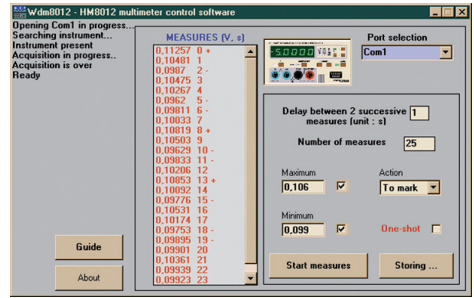 Wdm8012 - HM8012 multimeter control software
Opening Com1 in progress...
Searching instrument...
Instrument present
Acquisition in progress..
Acquisition is over
Ready
MEASURES (V, s)
0,11257 0 +
0,10481 1
0,0987 2 -
0,10475 3
0,10267 4
0,0962 5 -
0,09811 6 -
0,10033 7
0,10819 8 +
0,10503 9
0,09629 10 -
0,09833 11 -
0,10206 12
0,10853 13 +
0,10092 14
0,09776 15 -
0,10531 16
0,10174 17
0,09753 18 -
0,09895 19 -
0,09901 20
0,10361 21
0,09939 22
0,09923 23
Guide
About
Port selection
Com1
Delay between 2 successive measures (unit : s)
1
Number of measures
25
Maximum
0,106
Action
To mark
Minimum
0,099
One-shot
Start measures
Storing ...